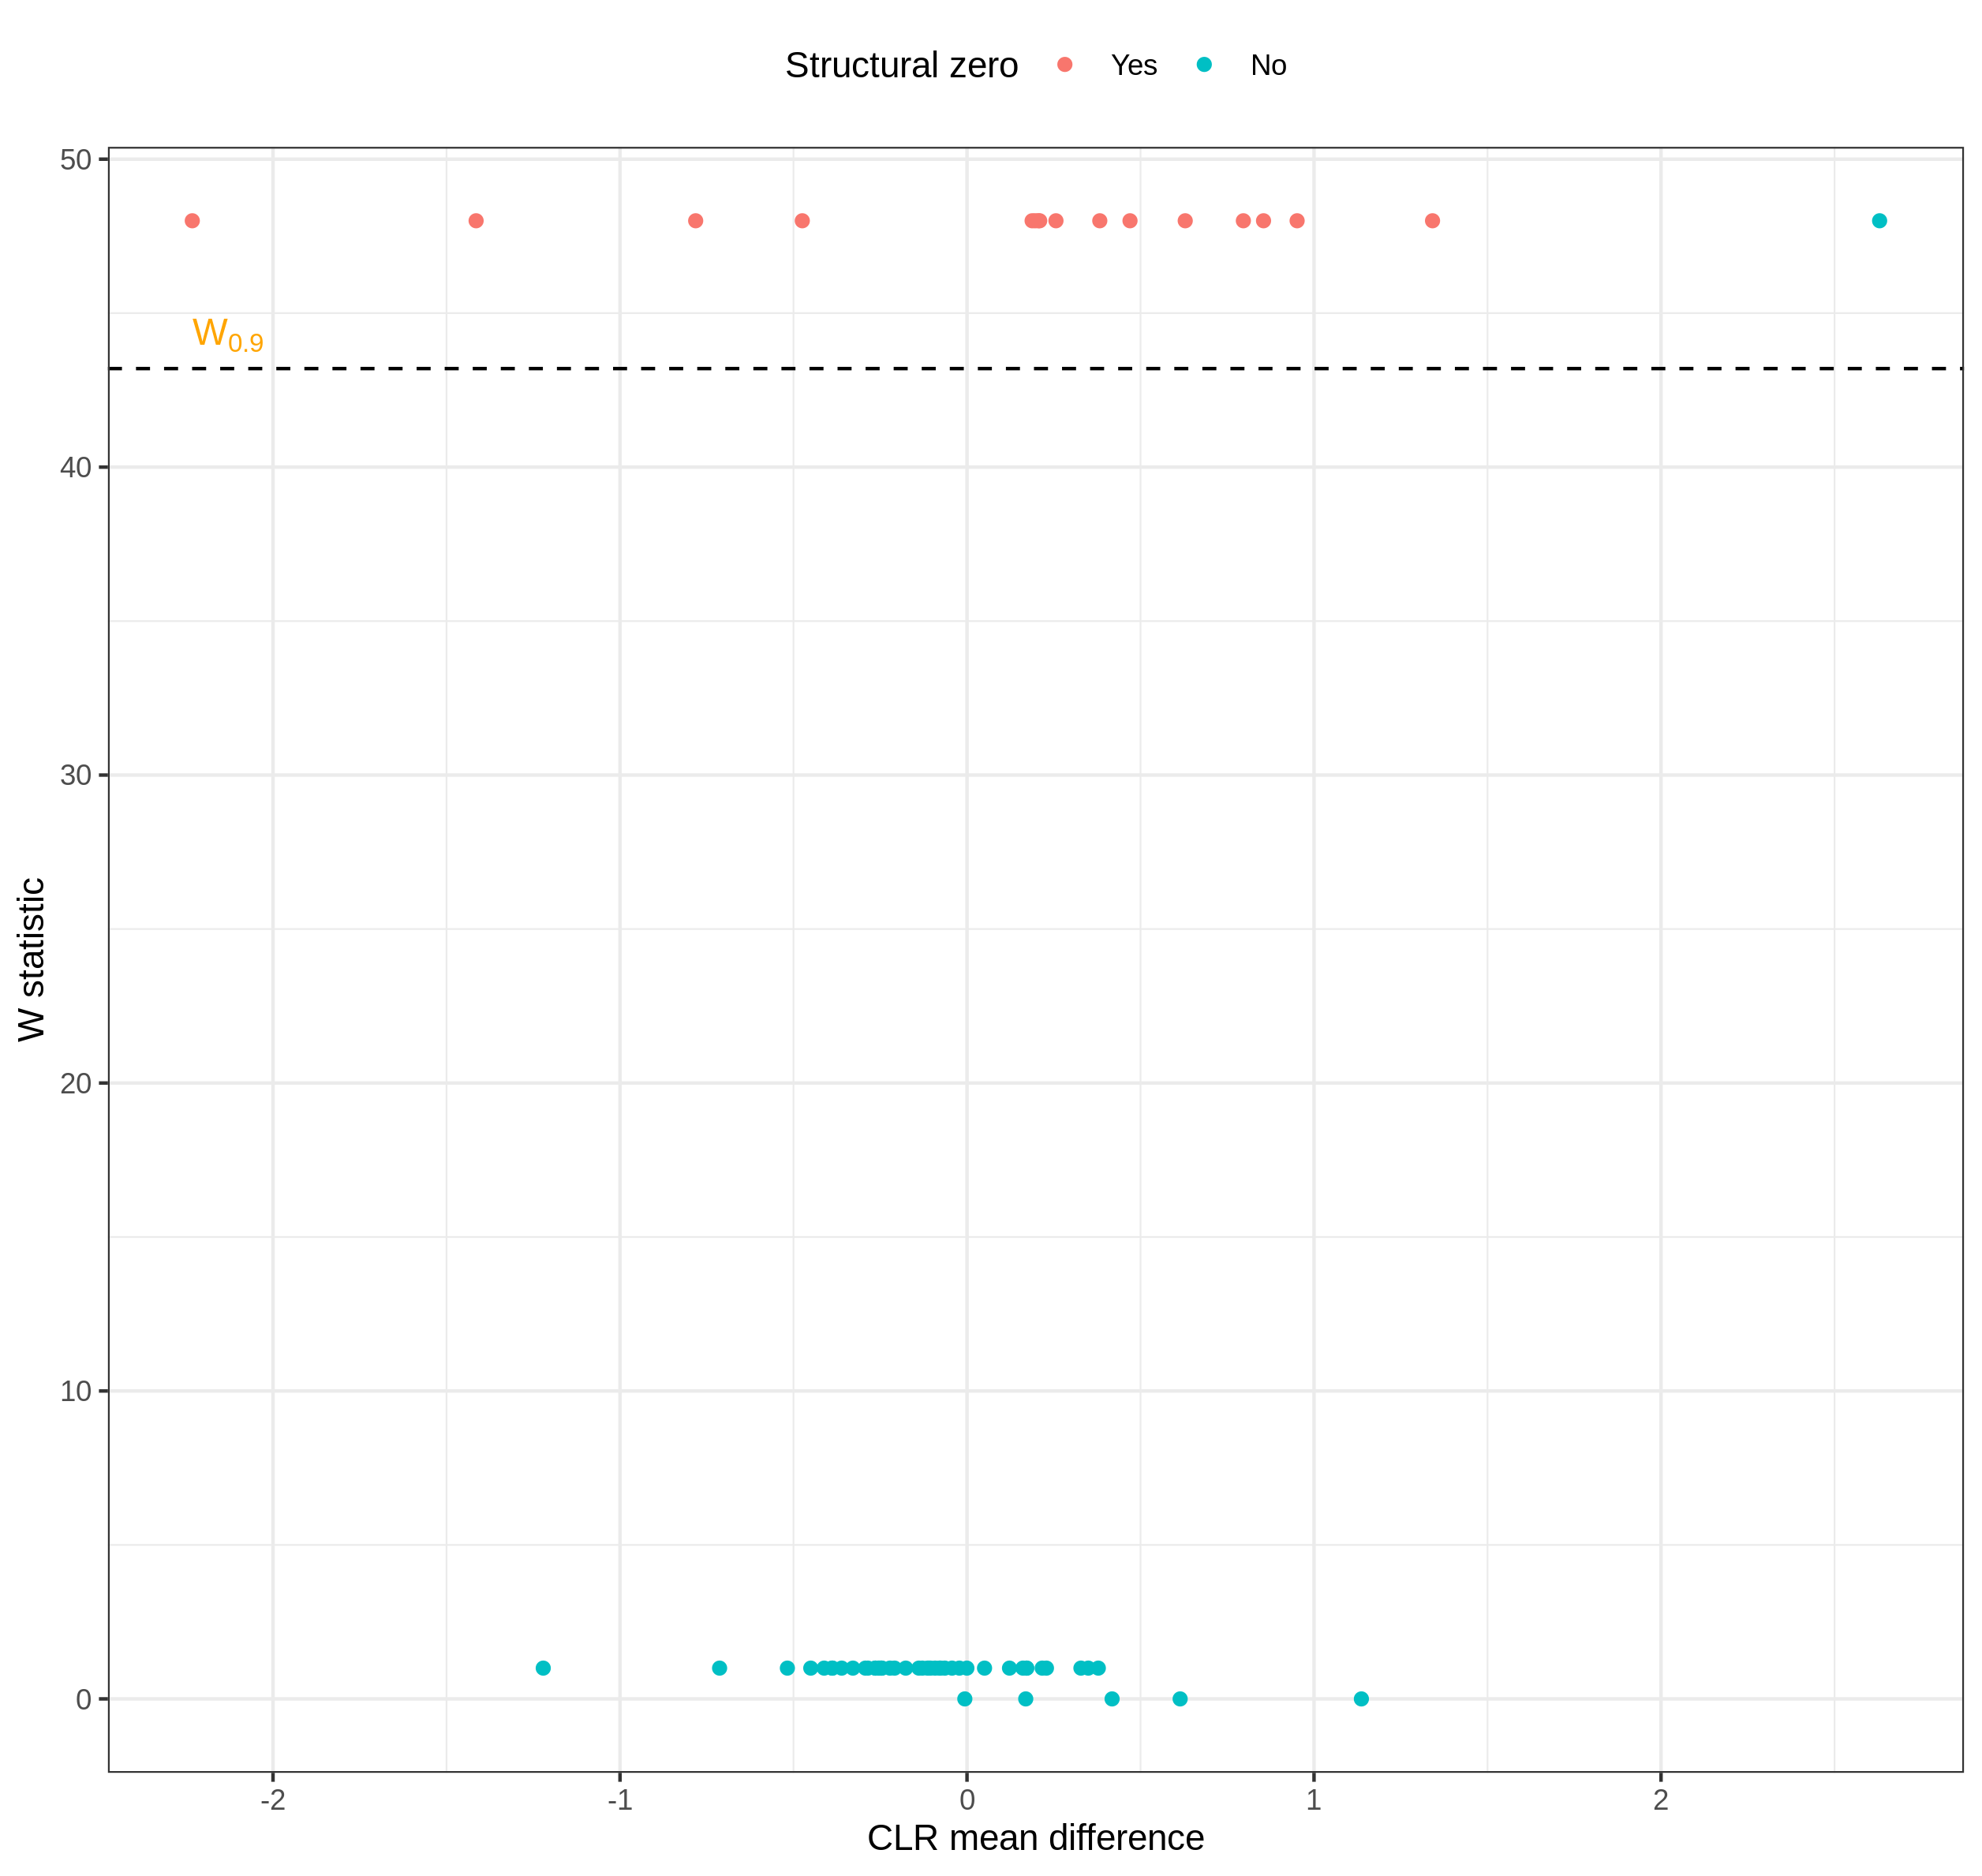 Structural zero Yes No
50
W0.9
40
30
20
10
0
W statistic
-2 -1 0 1 2
CLR mean difference